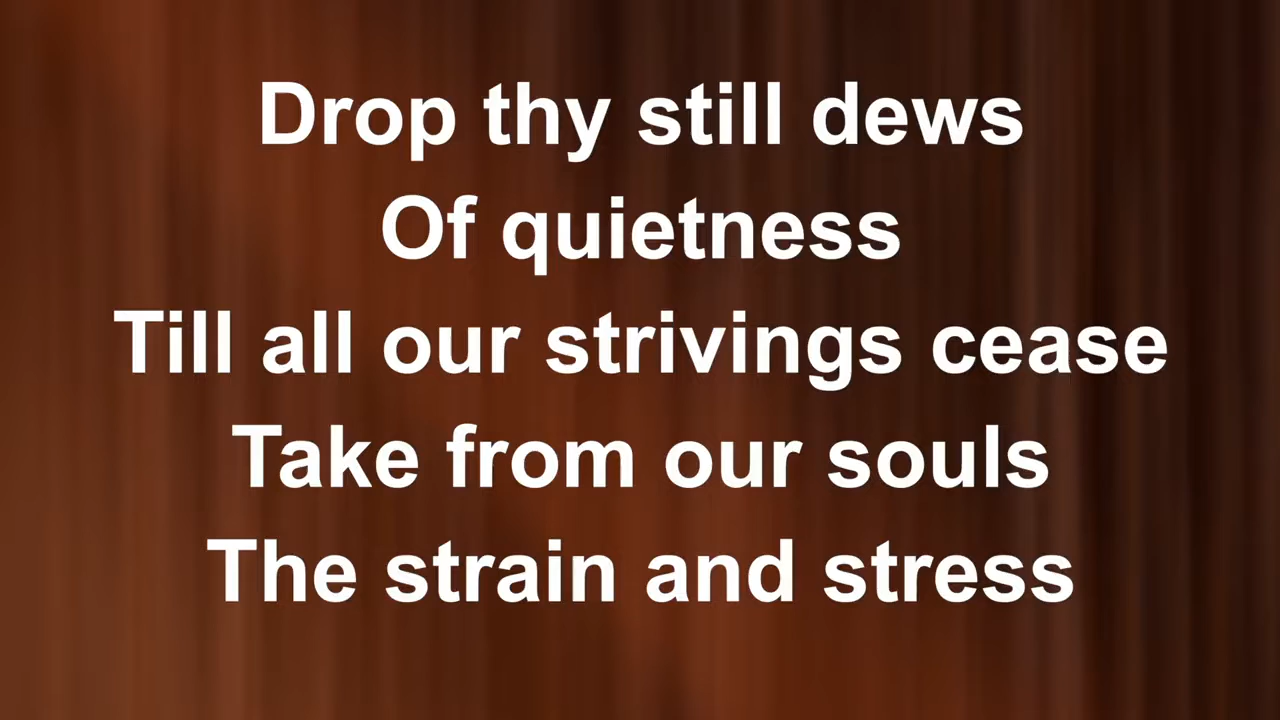 Drop thy still dews
Of quietness
Till all our strivings cease
Take from our souls
The strain and stress